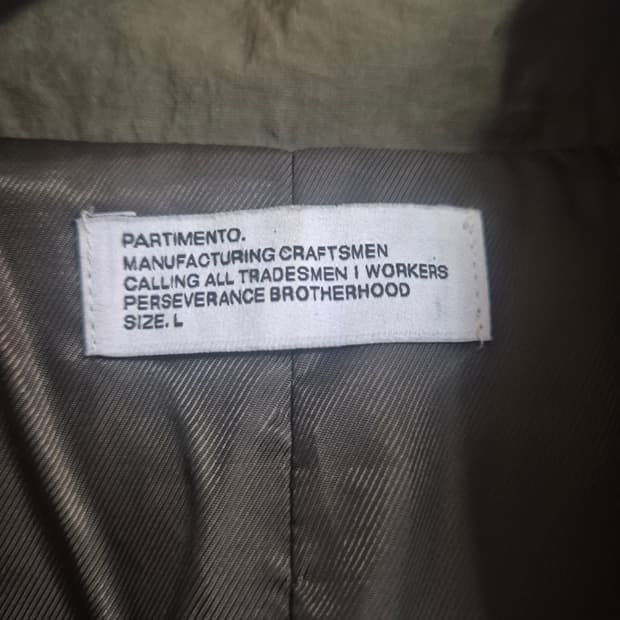 PARTIMENTO.
MANUFACTURING CRAFTSMEN
CALLING ALL TRADESMEN I WORKERS
PERSEVERANCE BROTHERHOOD
SIZE. L